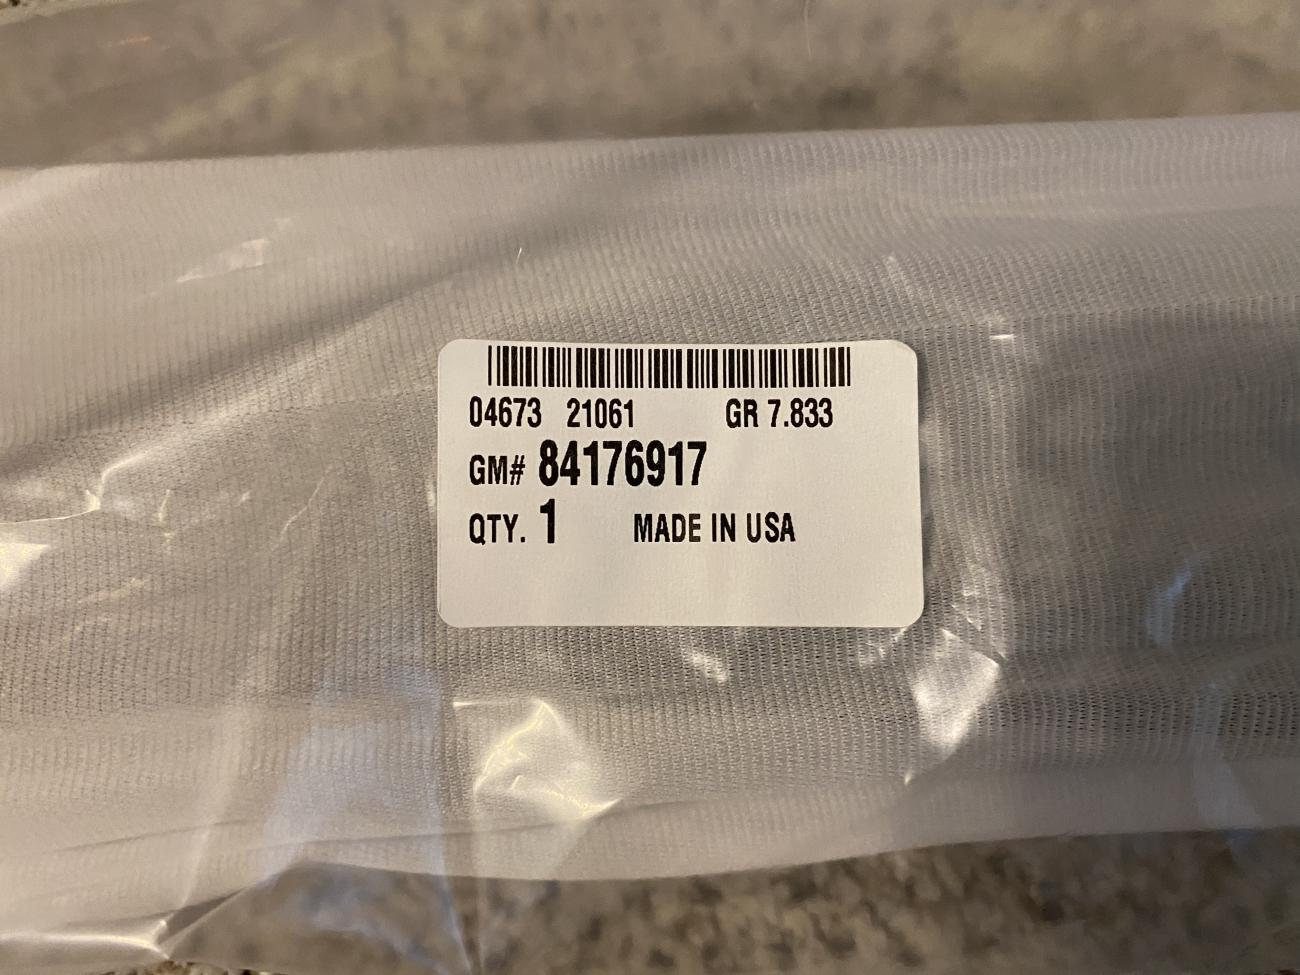 04673 21061 GR 7.833
GM# 84176917
QTY. 1 MADE IN USA